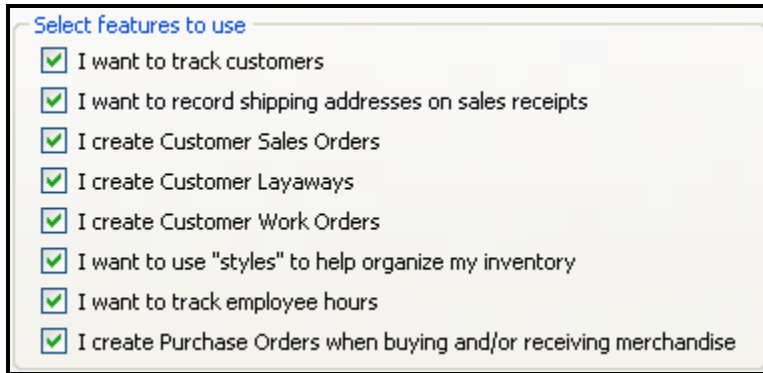 Select features to use
I want to track customers
I want to record shipping addresses on sales receipts
I create Customer Sales Orders
I create Customer Layaways
I create Customer Work Orders
I want to use "styles" to help organize my inventory
I want to track employee hours
I create Purchase Orders when buying and/or receiving merchandise